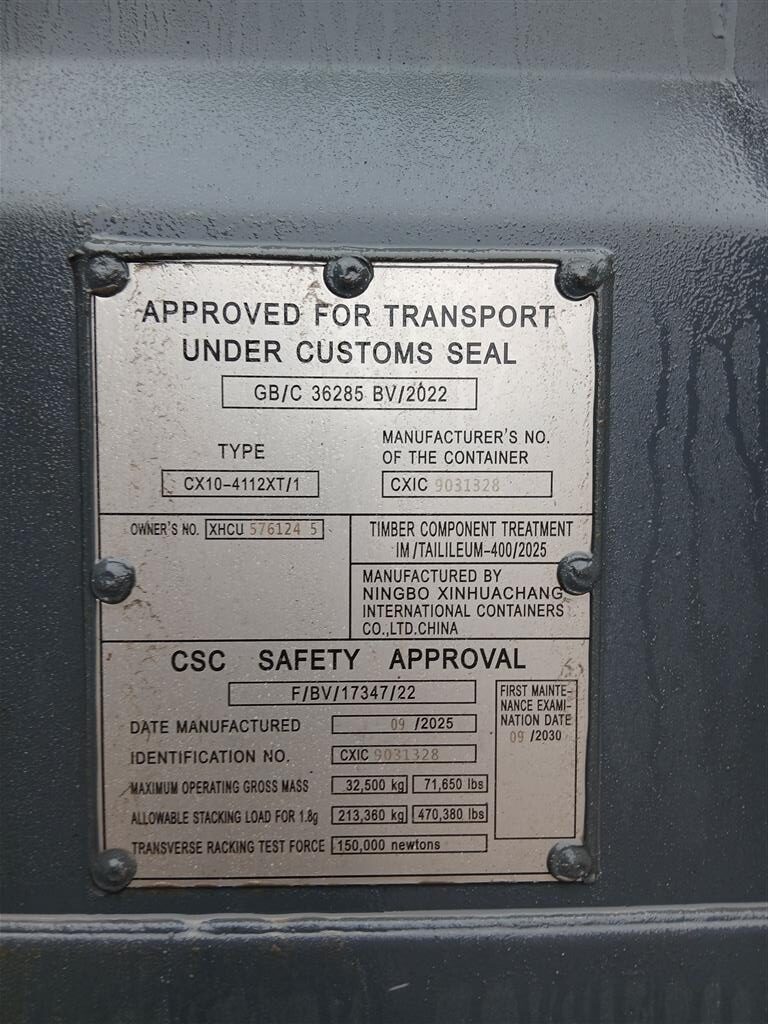 APPROVED FOR TRANSPORT
UNDER CUSTOMS SEAL
GB/C 36285 BV/2022
TYPE
CX10-4112XT/1
MANUFACTURER'S NO.
OF THE CONTAINER
CXIC 9031328
OWNER'S NO. XHCU 576124 5
TIMBER COMPONENT TREATMENT
IM/TAILILEUM-400/2025
MANUFACTURED BY
NINGBO XINHUACHANG
INTERNATIONAL CONTAINERS
CO.,LTD.CHINA
CSC SAFETY APPROVAL
F/BV/17347/22
DATE MANUFACTURED 09 /2025
IDENTIFICATION NO. CXIC 9031328
MAXIMUM OPERATING GROSS MASS 32,500 kg 71,650 lbs
ALLOWABLE STACKING LOAD FOR 1.8g 213,360 kg 470,380 lbs
TRANSVERSE RACKING TEST FORCE 150,000 newtons
FIRST MAINTE-
NANCE EXAMI-
NATION DATE
09 /2030